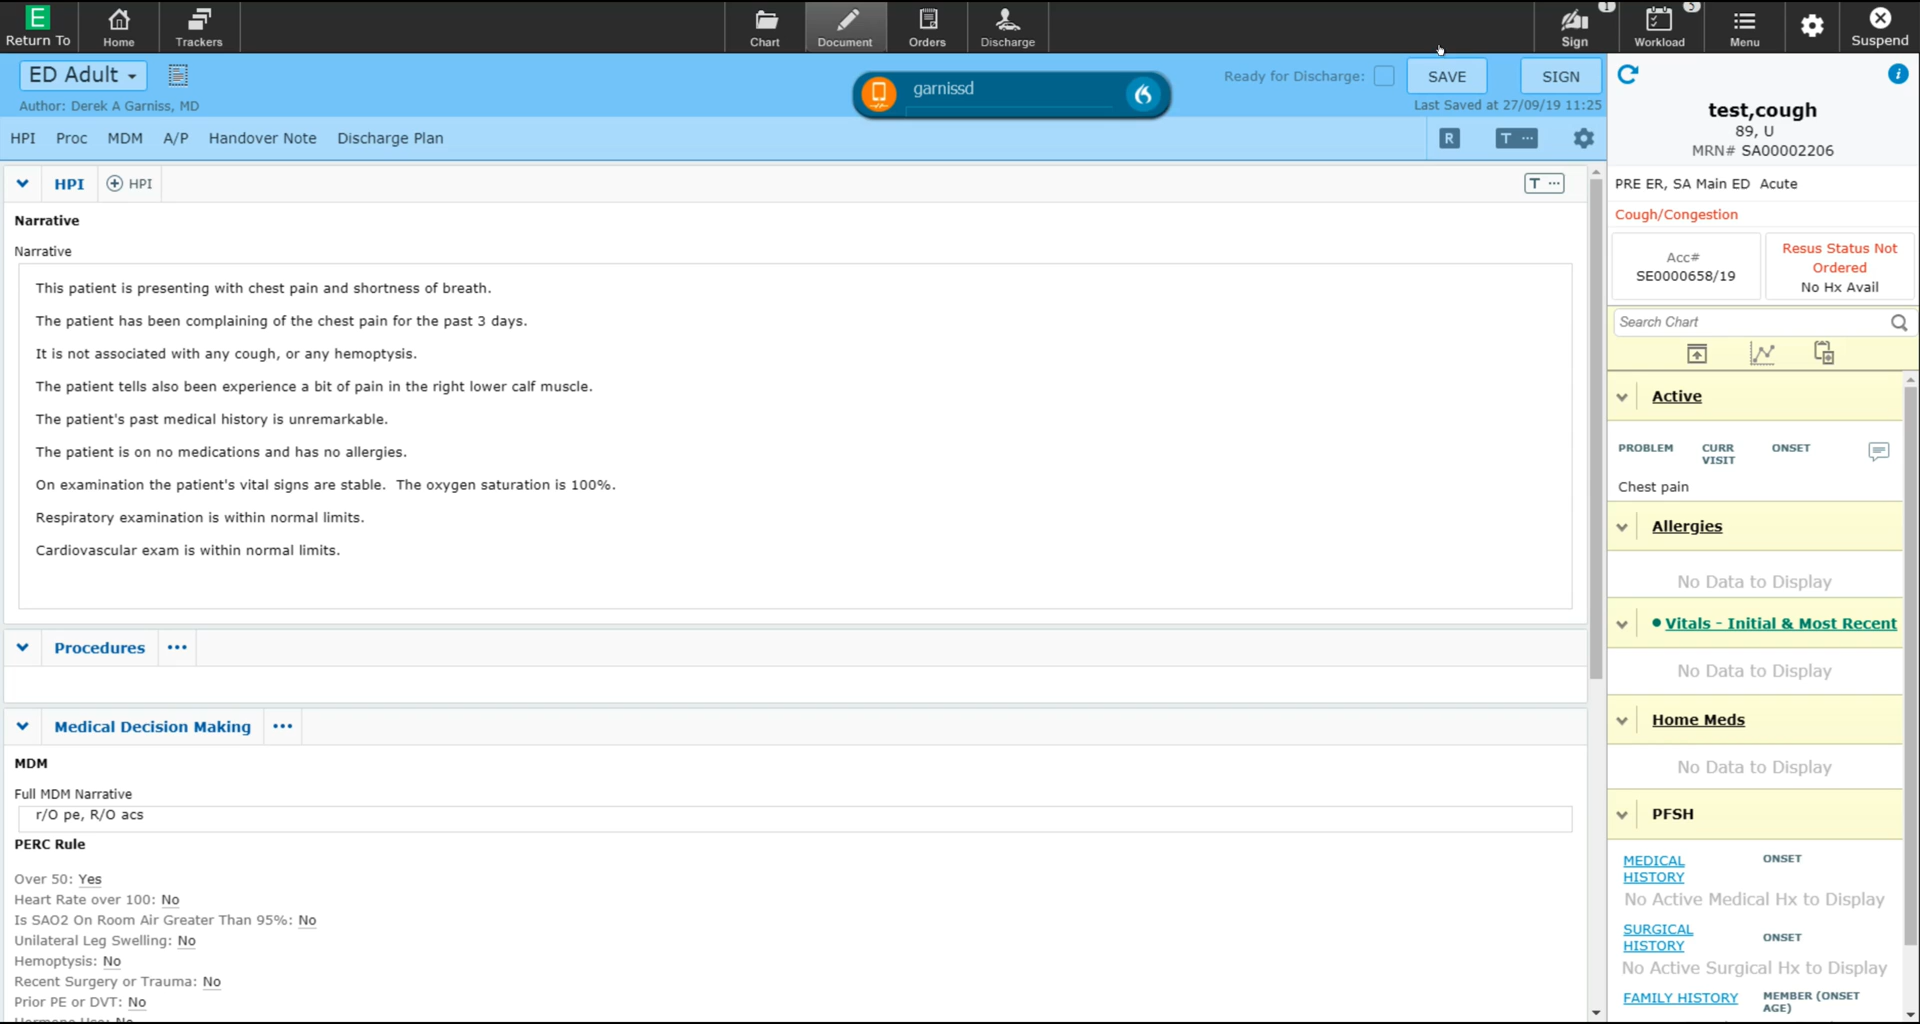 E
Return To
Home
Trackers
Chart
Document
Orders
Discharge
1
Sign
Workload
Menu
Suspend
ED Adult
Author: Derek A Garniss, MD
garnissd
Ready for Discharge:
SAVE
SIGN
Last Saved at 27/09/19 11:25
HPI Proc MDM A/P Handover Note Discharge Plan
R
T ...
HPI
HPI
T ...
Narrative
Narrative
This patient is presenting with chest pain and shortness of breath.
The patient has been complaining of the chest pain for the past 3 days.
It is not associated with any cough, or any hemoptysis.
The patient tells also been experience a bit of pain in the right lower calf muscle.
The patient's past medical history is unremarkable.
The patient is on no medications and has no allergies.
On examination the patient's vital signs are stable.  The oxygen saturation is 100%.
Respiratory examination is within normal limits.
Cardiovascular exam is within normal limits.
Procedures ...
Medical Decision Making ...
MDM
Full MDM Narrative
r/O pe, R/O acs
PERC Rule
Over 50: Yes
Heart Rate over 100: No
Is SAO2 On Room Air Greater Than 95%: No
Unilateral Leg Swelling: No
Hemoptysis: No
Recent Surgery or Trauma: No
Prior PE or DVT: No
Hormone Use: No
i
test,cough
89, U
MRN# SA00002206
PRE ER, SA Main ED Acute
Cough/Congestion
Acc#
SE0000658/19
Resus Status Not
Ordered
No Hx Avail
Search Chart
Active
PROBLEM CURR VISIT ONSET
Chest pain
Allergies
No Data to Display
Vitals - Initial & Most Recent
No Data to Display
Home Meds
No Data to Display
PFSH
MEDICAL HISTORY ONSET
No Active Medical Hx to Display
SURGICAL HISTORY ONSET
No Active Surgical Hx to Display
FAMILY HISTORY MEMBER (ONSET AGE)